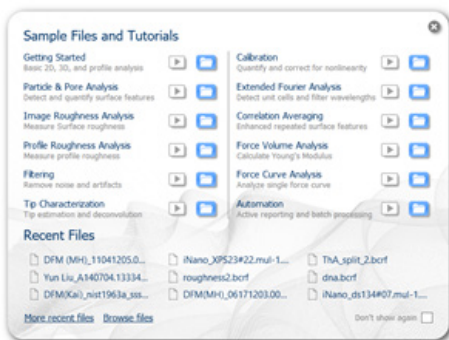 Sample Files and Tutorials
Getting Started
Basic 2D, 3D, and profile analysis
Particle & Pore Analysis
Detect and quantify surface features
Image Roughness Analysis
Measure Surface roughness
Profile Roughness Analysis
Measure profile roughness
Filtering
Remove noise and artifacts
Tip Characterization
Tip estimation and deconvolution
Calibration
Quantify and correct for nonlinearity
Extended Fourier Analysis
Detect unit cells and filter wavelengths
Correlation Averaging
Enhanced repeated surface features
Force Volume Analysis
Calculate Young's Modulus
Force Curve Analysis
Analyze single force curve
Automation
Active reporting and batch processing
Recent Files
DFM (MH)_11041205.0... iNano_XPS23#22.mul-1.... ThA_split_2.bcrf
Yun Liu_A140704.13334... roughness2.bcrf dna.bcrf
DFM(Kai)_nist1963a_sss... DFM(MH)_06171203.00... iNano_ds134#07.mul-1....
More recent files Browse files Don't show again